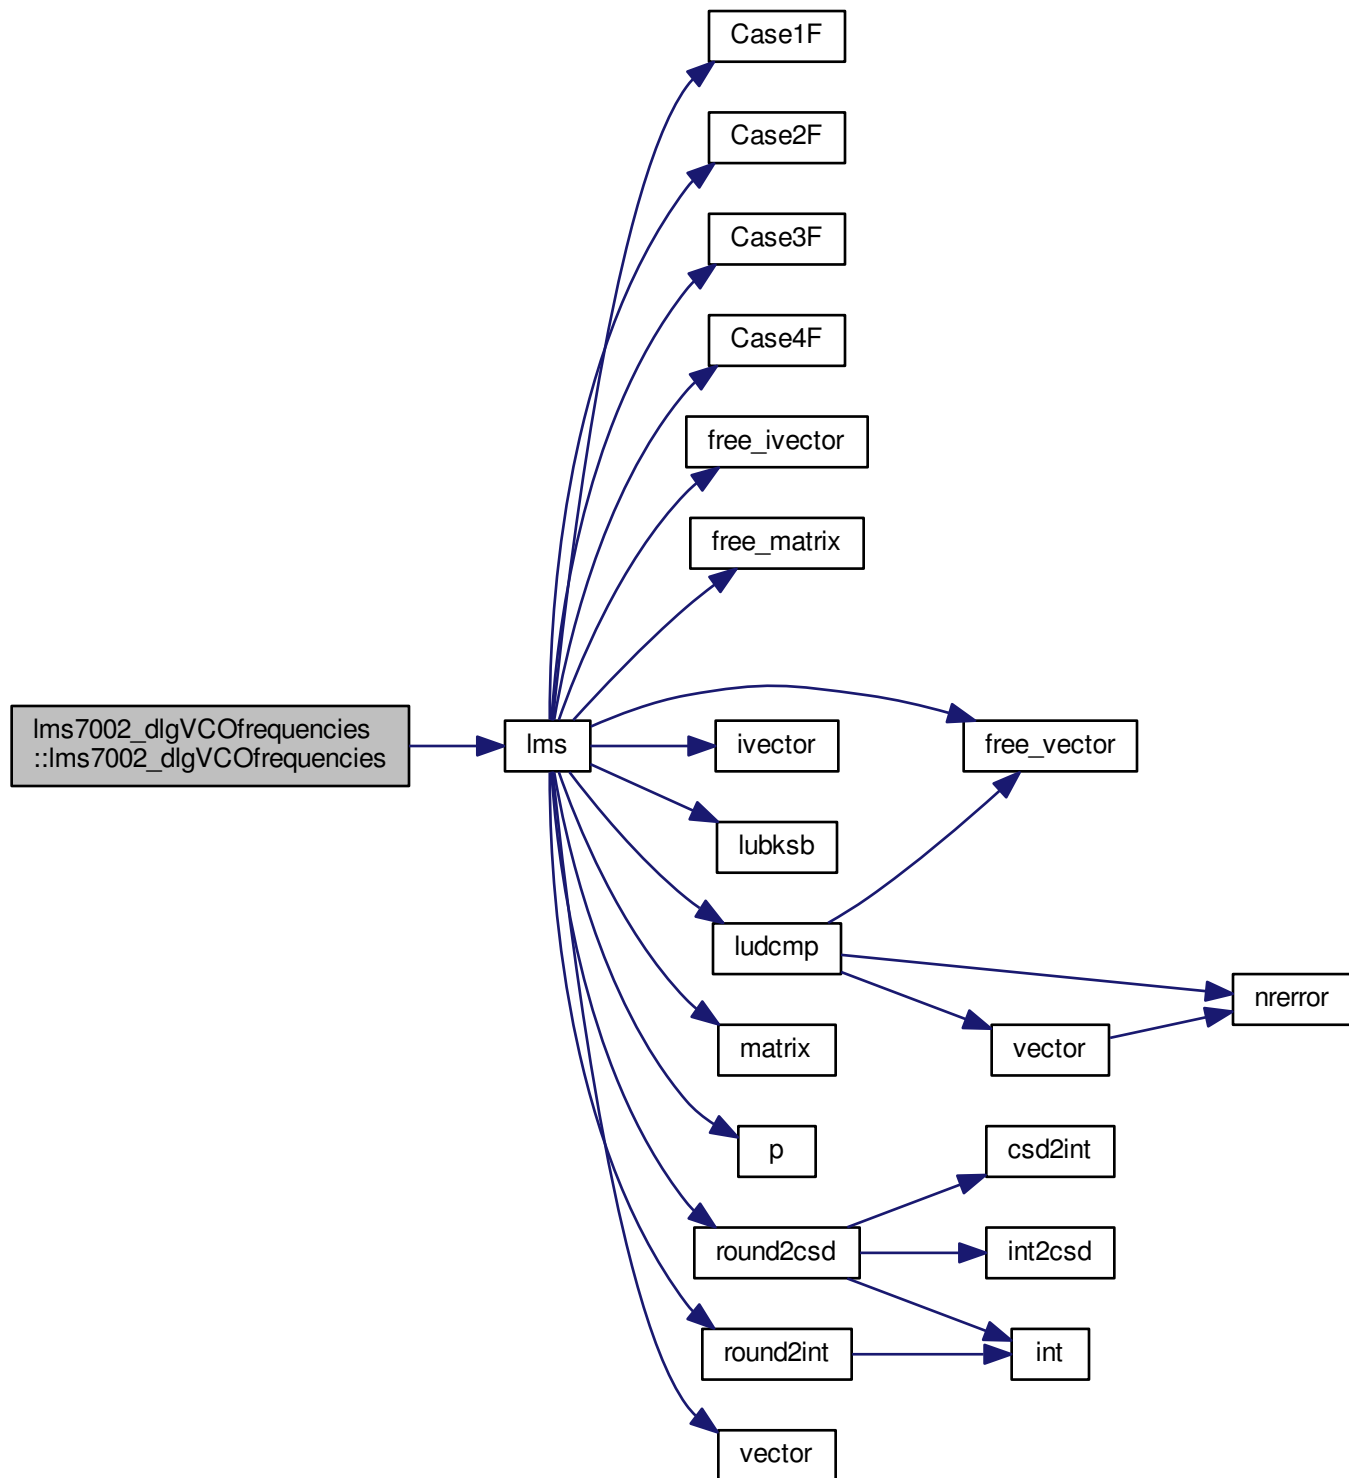 Case1F
Case2F
Case3F
Case4F
free_ivector
free_matrix
lms7002_dlgVCOfrequencies
::lms7002_dlgVCOfrequencies
lms
ivector
free_vector
lubksb
ludcmp
nrerror
matrix
vector
p
csd2int
round2csd
int2csd
round2int
int
vector